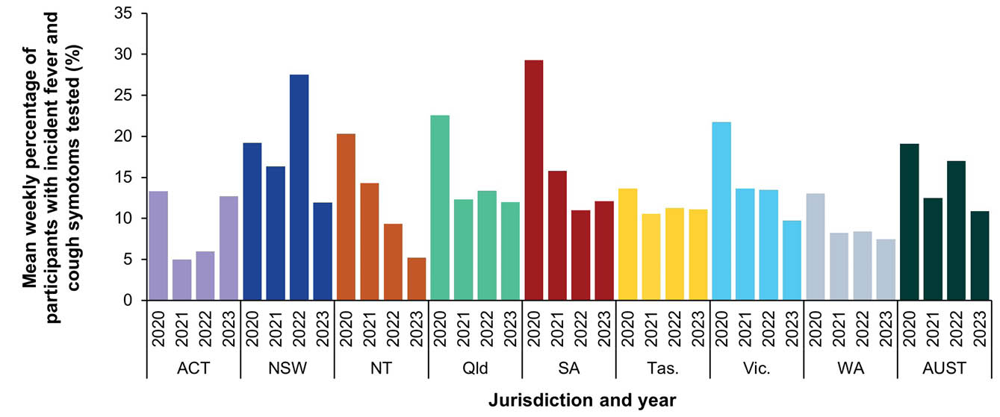 Mean weekly percentage of
participants with incident fever and
cough symotoms tested (%)
35
30
25
20
15
10
5
0
2020 2021 2022 2023 2020 2021 2022 2023 2020 2021 2022 2023 2020 2021 2022 2023 2020 2021 2022 2023 2020 2021 2022 2023 2020 2021 2022 2023 2020 2021 2022 2023 2020 2021 2022 2023
ACT NSW NT Qld SA Tas. Vic. WA AUST
Jurisdiction and year